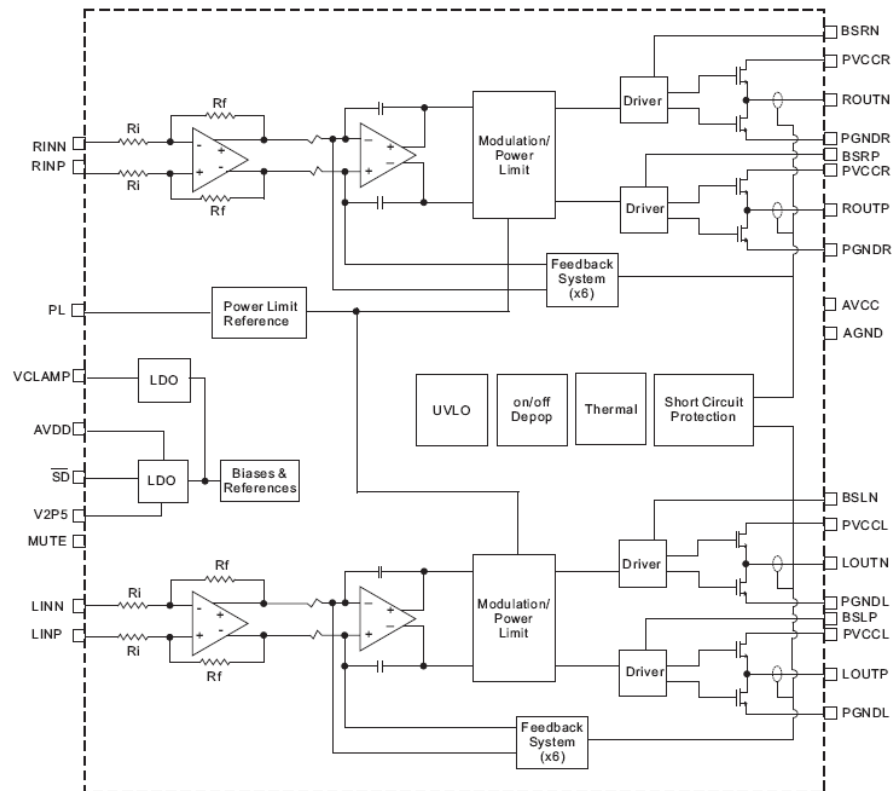 BSRN
PVCCR
Rf
Driver
ROUTN
RINN
Ri
-
-
+
-
+
Modulation/
Power
Limit
PGNDR
RINP
+
+
-
BSRP
PVCCR
Ri
Rf
Driver
ROUTP
Feedback
System
(x6)
PGNDR
PL
Power Limit
Reference
AVCC
AGND
VCLAMP
LDO
UVLO
on/off
Depop
Thermal
Short Circuit
Protection
AVDD
SD
LDO
Biases &
References
V2P5
MUTE
BSLN
PVCCL
Rf
Driver
LOUTN
LINN
Ri
-
+
-
+
Modulation/
Power
Limit
PGNDL
LINP
+
-
+
-
BSLP
PVCCL
Ri
Rf
Driver
LOUTP
Feedback
System
(x6)
PGNDL